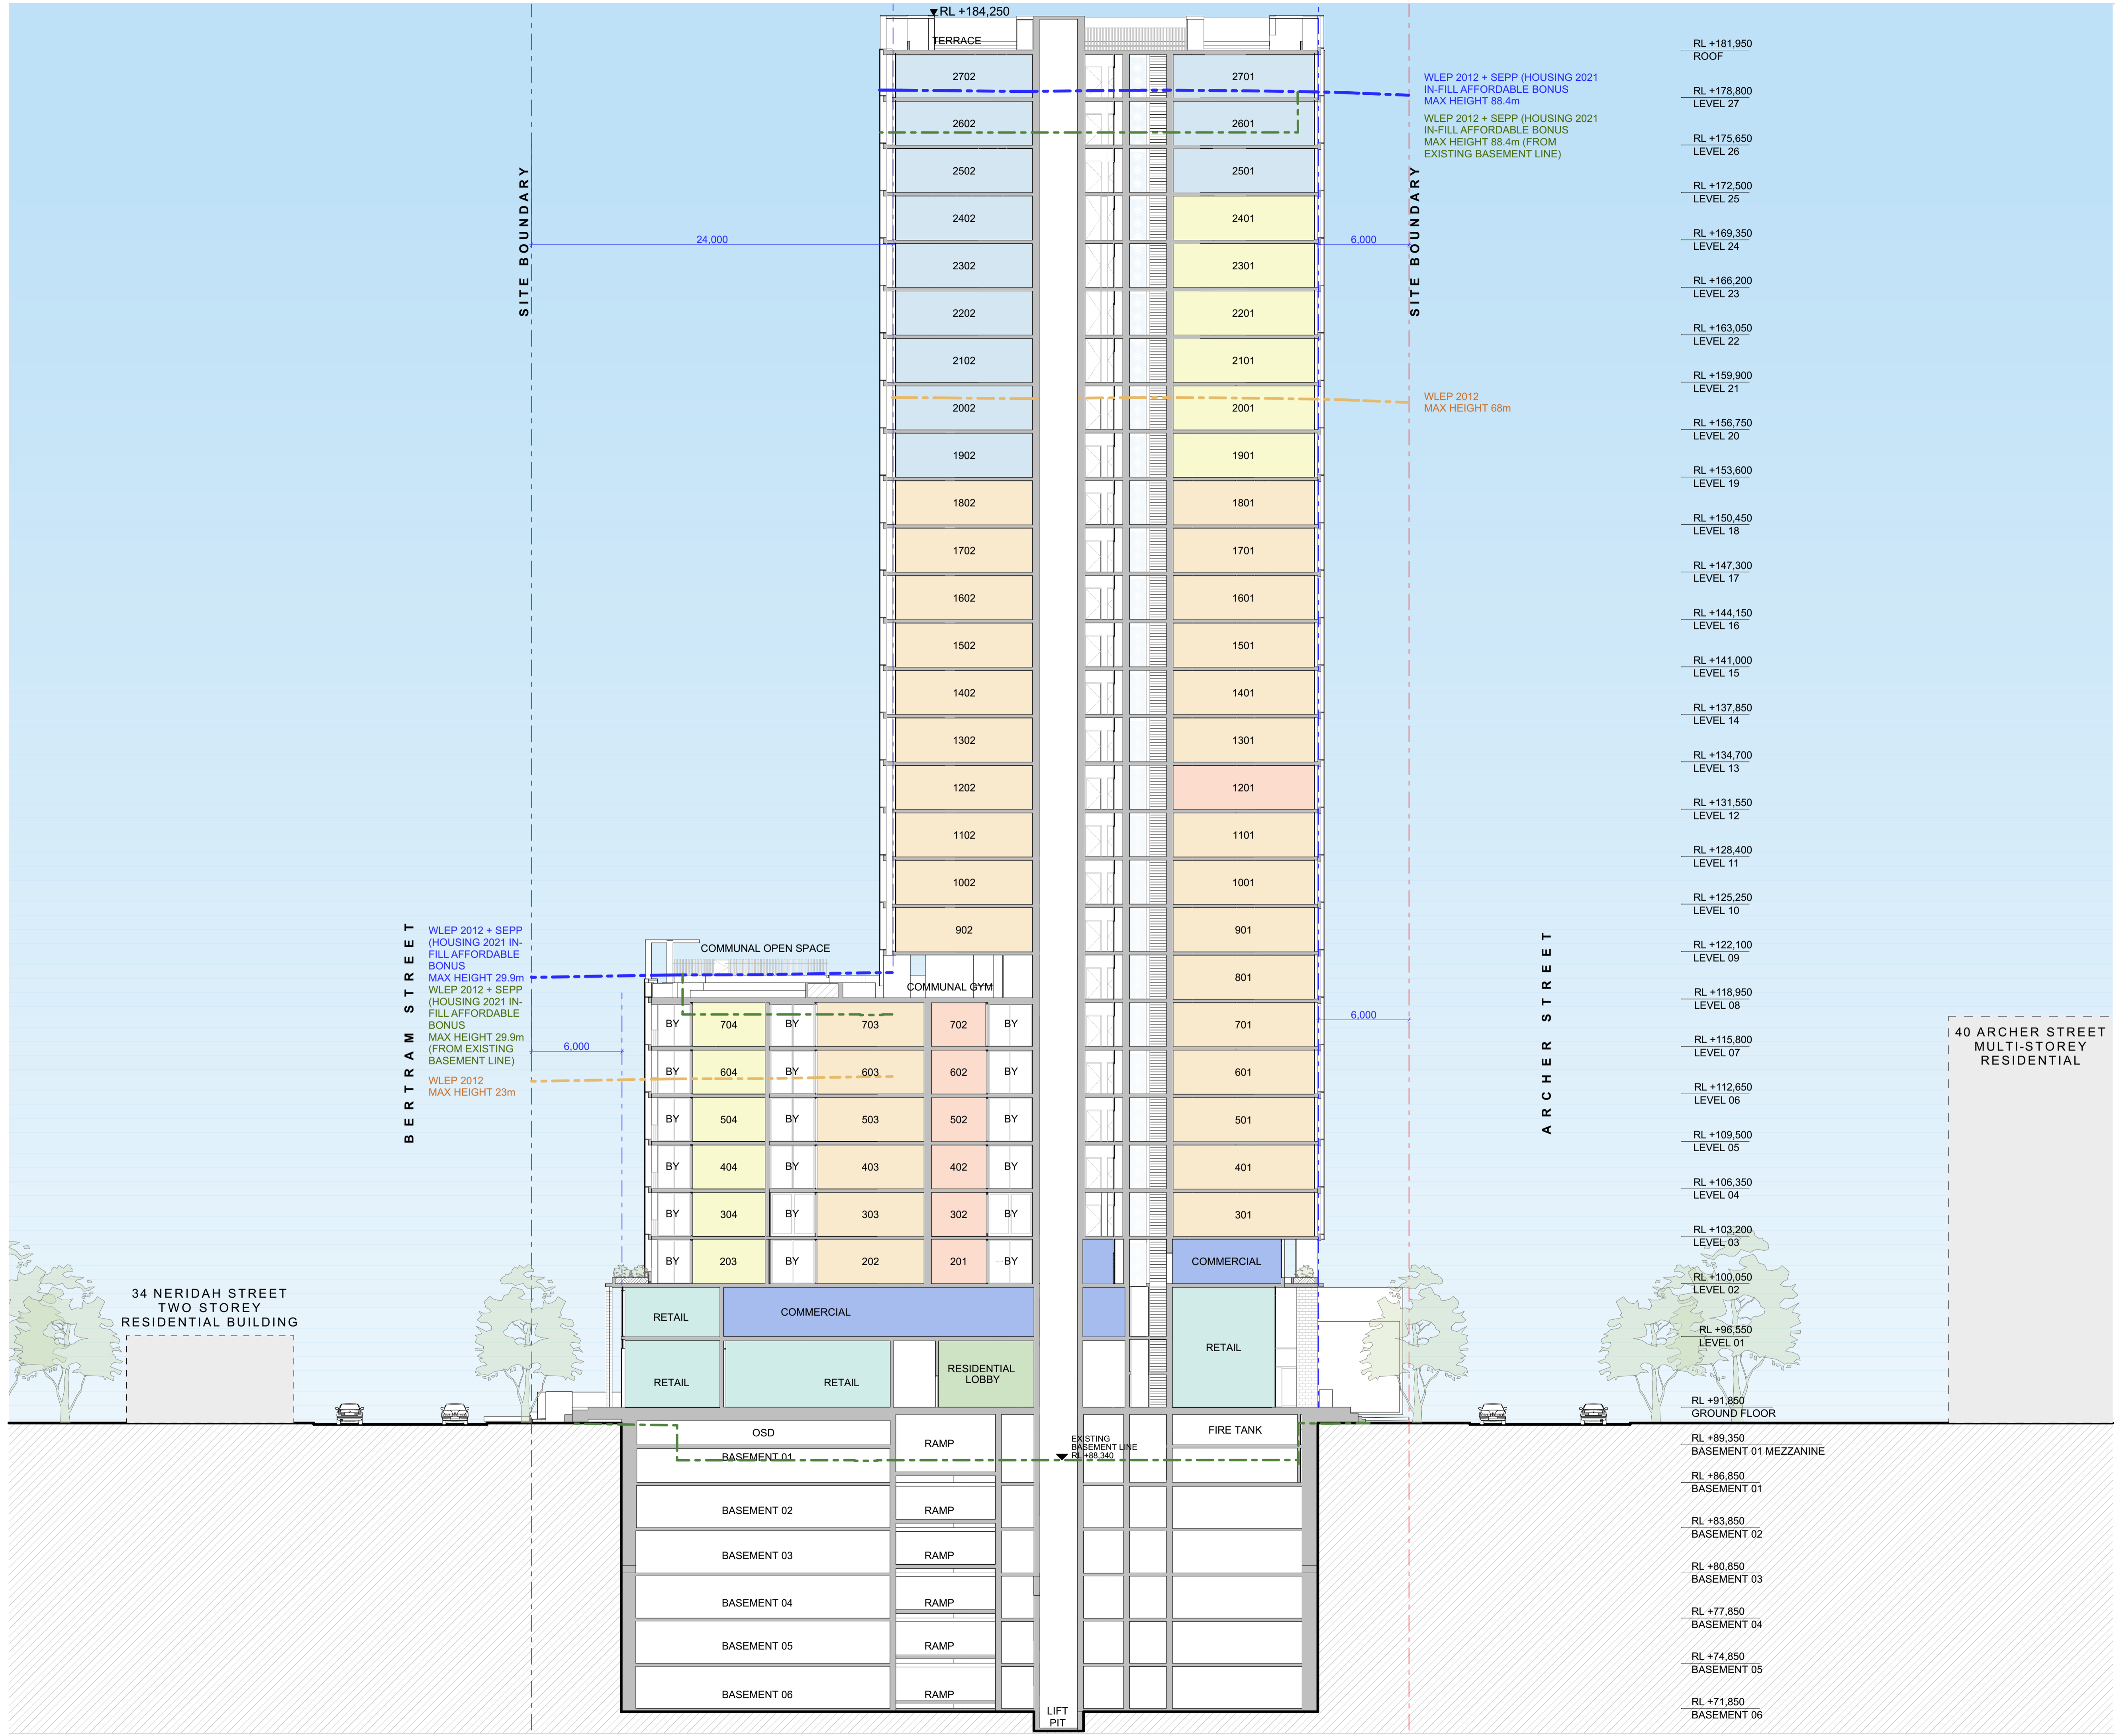 RL +184,250
TERRACE
2702
2701
2602
2601
2502
2501
2402
2401
2302
2301
2202
2201
2102
2101
2002
2001
1902
1901
1802
1801
1702
1701
1602
1601
1502
1501
1402
1401
1302
1301
1202
1201
1102
1101
1002
1001
902
901
801
COMMUNAL OPEN SPACE
COMMUNAL GYM
BY
704
BY
703
702
BY
701
BY
604
BY
603
602
BY
601
BY
504
BY
503
502
BY
501
BY
404
BY
403
402
BY
401
BY
304
BY
303
302
BY
301
BY
203
BY
202
201
BY
COMMERCIAL
RETAIL
COMMERCIAL
RETAIL
RETAIL
RETAIL
RESIDENTIAL
LOBBY
OSD
RAMP
FIRE TANK
EXISTING
BASEMENT LINE
RL +88,340
BASEMENT 01
BASEMENT 02
RAMP
BASEMENT 03
RAMP
BASEMENT 04
RAMP
BASEMENT 05
RAMP
BASEMENT 06
RAMP
LIFT
PIT
SITE BOUNDARY
SITE BOUNDARY
24,000
6,000
6,000
6,000
WLEP 2012 + SEPP (HOUSING 2021
IN-FILL AFFORDABLE BONUS
MAX HEIGHT 88.4m
WLEP 2012 + SEPP (HOUSING 2021
IN-FILL AFFORDABLE BONUS
MAX HEIGHT 88.4m (FROM
EXISTING BASEMENT LINE)
WLEP 2012
MAX HEIGHT 68m
BERTRAM STREET
WLEP 2012 + SEPP
(HOUSING 2021 IN-
FILL AFFORDABLE
BONUS
MAX HEIGHT 29.9m
WLEP 2012 + SEPP
(HOUSING 2021 IN-
FILL AFFORDABLE
BONUS
MAX HEIGHT 29.9m
(FROM EXISTING
BASEMENT LINE)
WLEP 2012
MAX HEIGHT 23m
34 NERIDAH STREET
TWO STOREY
RESIDENTIAL BUILDING
ARCHER STREET
40 ARCHER STREET
MULTI-STOREY
RESIDENTIAL
RL +181,950
ROOF
RL +178,800
LEVEL 27
RL +175,650
LEVEL 26
RL +172,500
LEVEL 25
RL +169,350
LEVEL 24
RL +166,200
LEVEL 23
RL +163,050
LEVEL 22
RL +159,900
LEVEL 21
RL +156,750
LEVEL 20
RL +153,600
LEVEL 19
RL +150,450
LEVEL 18
RL +147,300
LEVEL 17
RL +144,150
LEVEL 16
RL +141,000
LEVEL 15
RL +137,850
LEVEL 14
RL +134,700
LEVEL 13
RL +131,550
LEVEL 12
RL +128,400
LEVEL 11
RL +125,250
LEVEL 10
RL +122,100
LEVEL 09
RL +118,950
LEVEL 08
RL +115,800
LEVEL 07
RL +112,650
LEVEL 06
RL +109,500
LEVEL 05
RL +106,350
LEVEL 04
RL +103,200
LEVEL 03
RL +100,050
LEVEL 02
RL +96,550
LEVEL 01
RL +91,850
GROUND FLOOR
RL +89,350
BASEMENT 01 MEZZANINE
RL +86,850
BASEMENT 01
RL +83,850
BASEMENT 02
RL +80,850
BASEMENT 03
RL +77,850
BASEMENT 04
RL +74,850
BASEMENT 05
RL +71,850
BASEMENT 06